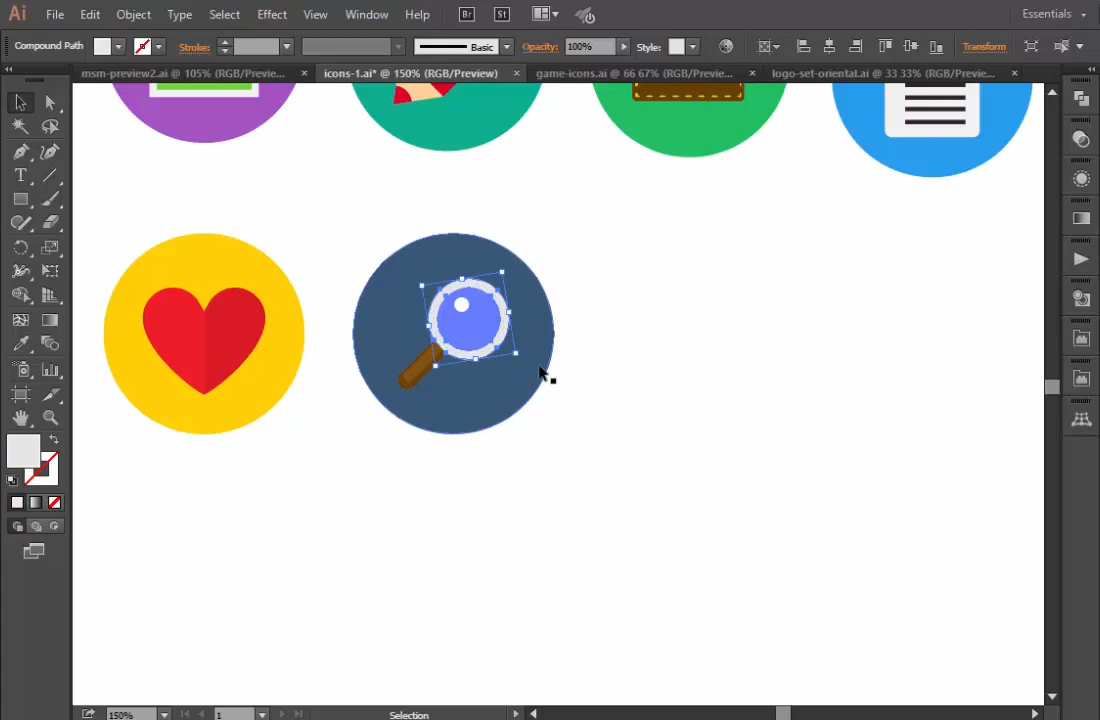 Ai File Edit Object Type Select Effect View Window Help Br St Essentials
Compound Path Stroke: Basic Opacity: 100% Style: Transform
msm-preview2.ai @ 105% (RGB/Previe... × icons-1.ai* @ 150% (RGB/Preview) × game-icons.ai @ 66 67% (RGB/Previe... × logo-set-oriental.ai @ 33 33% (RGB/Previe... ×
T
150% 1 Selection